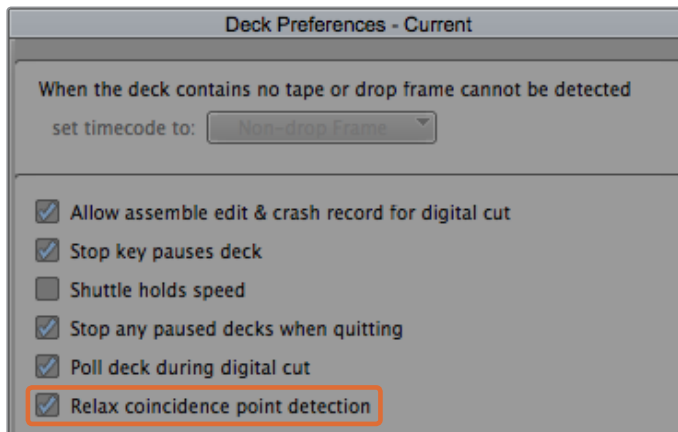 Deck Preferences - Current
When the deck contains no tape or drop frame cannot be detected
set timecode to: Non-drop Frame
Allow assemble edit & crash record for digital cut
Stop key pauses deck
Shuttle holds speed
Stop any paused decks when quitting
Poll deck during digital cut
Relax coincidence point detection